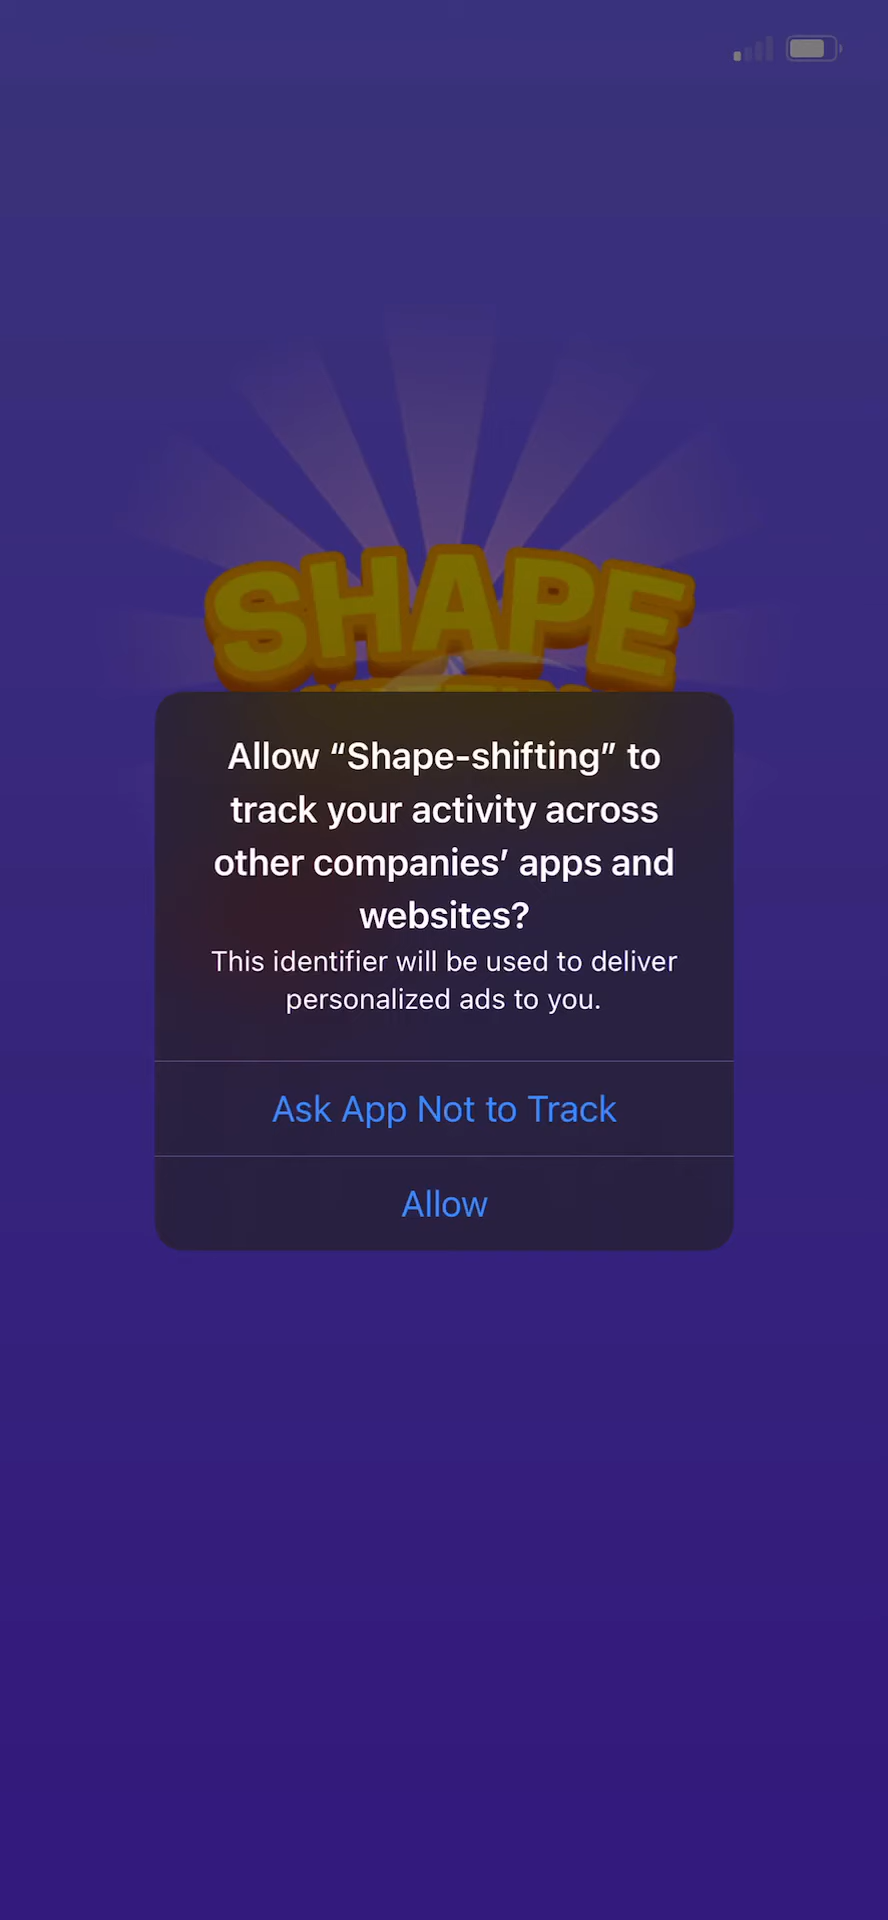 SHAPE
Allow “Shape-shifting” to
track your activity across
other companies’ apps and
websites?
This identifier will be used to deliver
personalized ads to you.
Ask App Not to Track
Allow